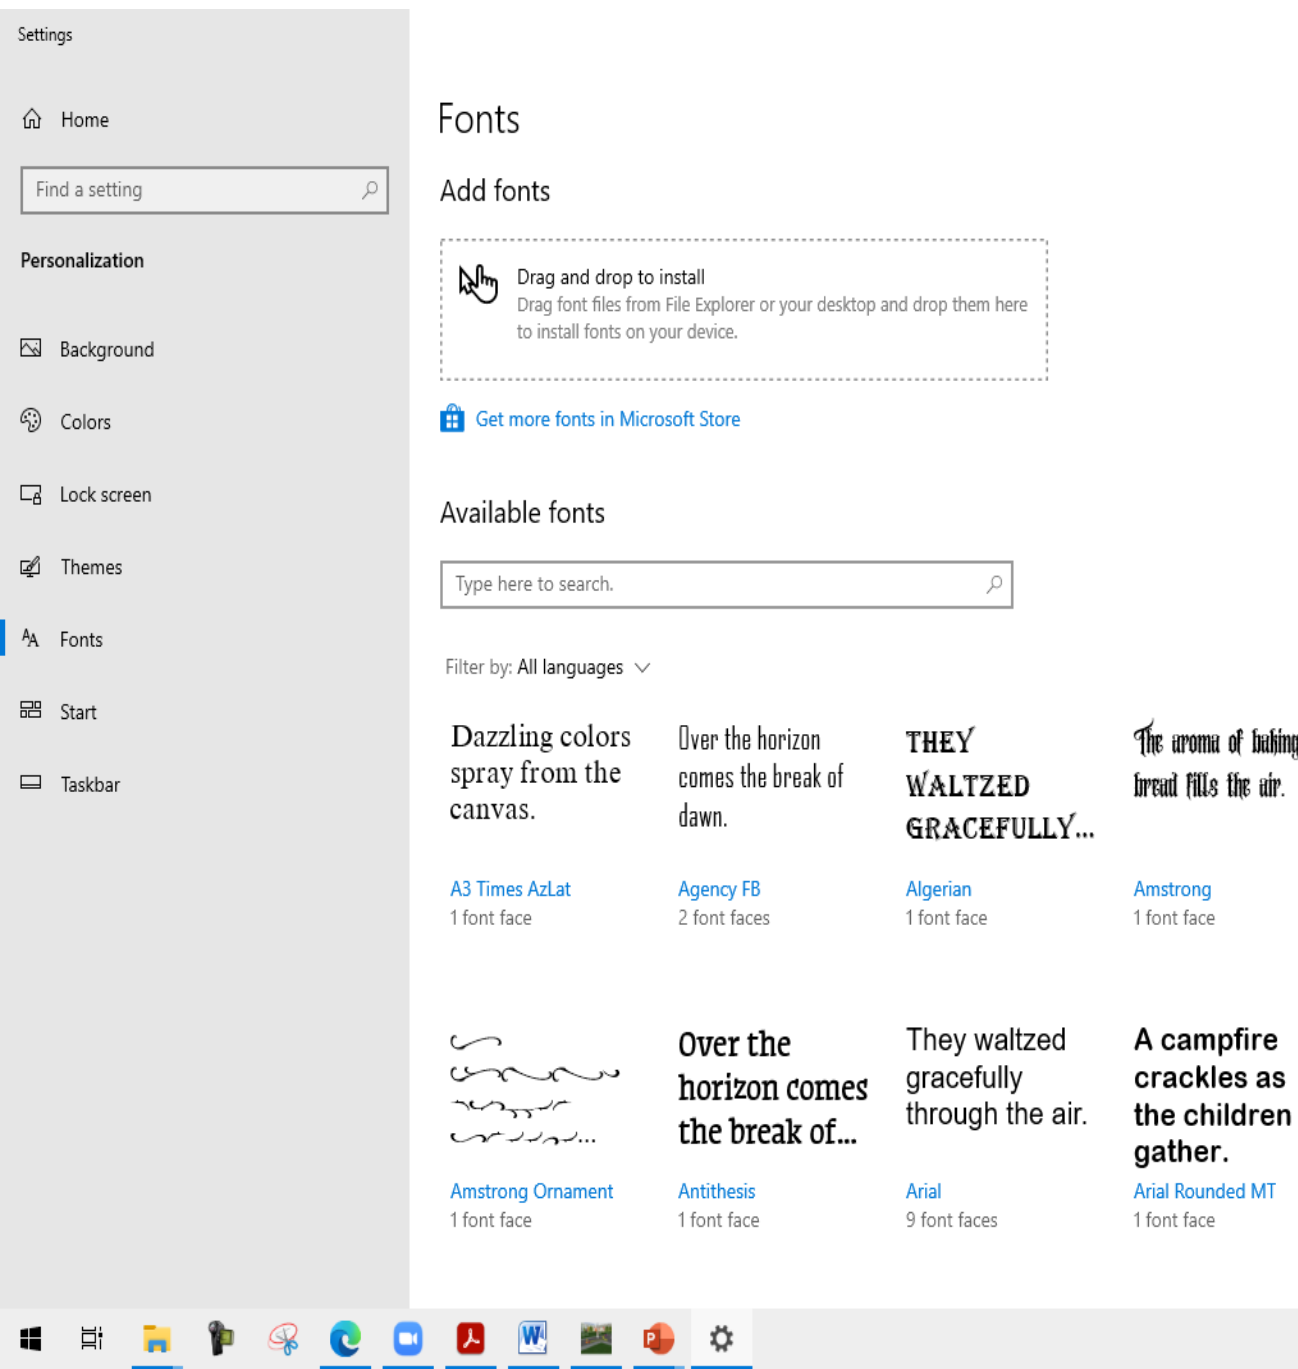 Settings
Home
Find a setting
Personalization
Background
Colors
Lock screen
Themes
Fonts
Start
Taskbar
Fonts
Add fonts
Drag and drop to install
Drag font files from File Explorer or your desktop and drop them here
to install fonts on your device.
Get more fonts in Microsoft Store
Available fonts
Type here to search.
Filter by: All languages
Dazzling colors
spray from the
canvas.
A3 Times AzLat
1 font face
Over the horizon
comes the break of
dawn.
Agency FB
2 font faces
THEY
WALTZED
GRACEFULLY...
Algerian
1 font face
The aroma of baking
bread fills the air.
Amstrong
1 font face
Amstrong Ornament
1 font face
Over the
horizon comes
the break of...
Antithesis
1 font face
They waltzed
gracefully
through the air.
Arial
9 font faces
A campfire
crackles as
the children
gather.
Arial Rounded MT
1 font face